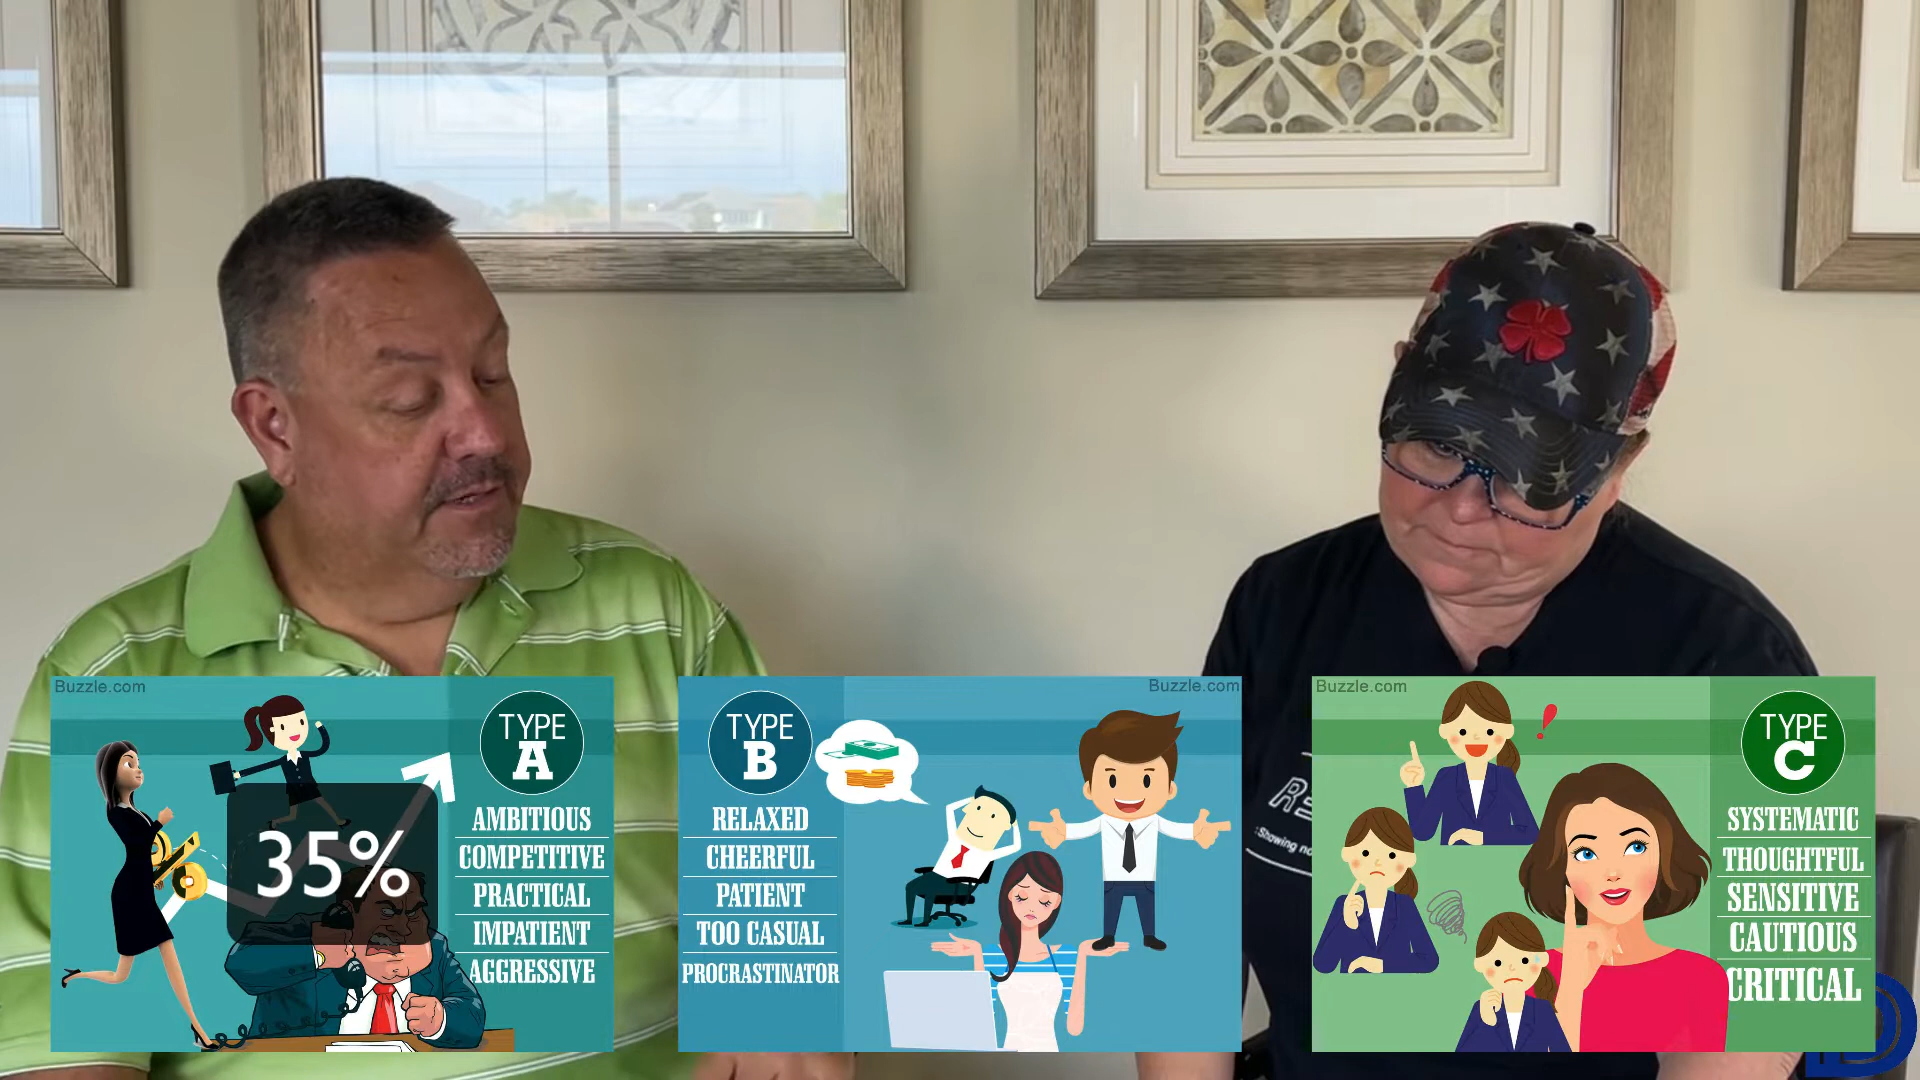 Buzzle.com
TYPE
A
AMBITIOUS
COMPETITIVE
PRACTICAL
IMPATIENT
AGGRESSIVE
35%
Buzzle.com
TYPE
B
RELAXED
CHEERFUL
PATIENT
TOO CASUAL
PROCRASTINATOR
Buzzle.com
TYPE
C
SYSTEMATIC
THOUGHTFUL
SENSITIVE
CAUTIOUS
CRITICAL
:Showing